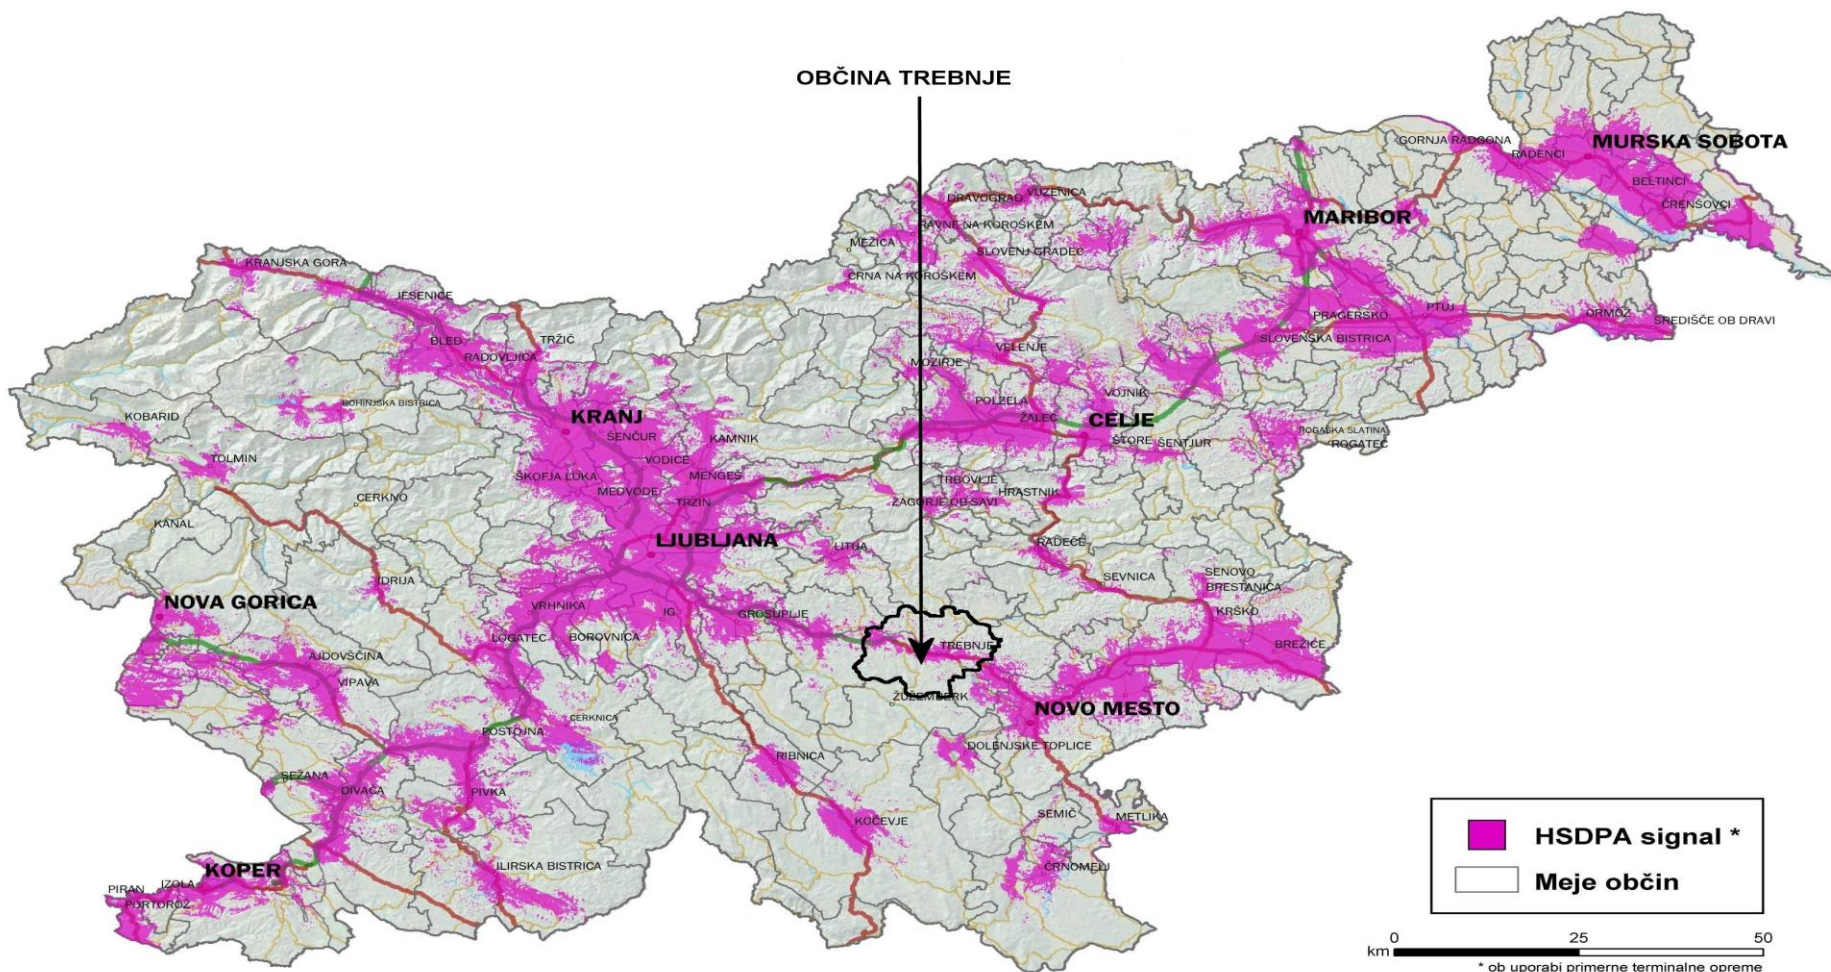 OBČINA TREBNJE
MURSKA SOBOTA
GORNJA RADGONA
RADENCI
BELTINCI
ČRENŠOVCI
VUZENICA
DRAVOGRAD
MARIBOR
RAVNE NA KOROŠKEM
MEŽICA
SLOVENJ GRADEC
ČRNA NA KOROŠKEM
KRANJSKA GORA
JESENICE
PTUJ
PRAGERSKO
ORMOŽ
SREDIŠČE OB DRAVI
SLOVENSKA BISTRICA
BLED
TRŽIČ
RADOVLJICA
VELENJE
MOZIRJE
VOJNIK
POLZELA
BOHINJSKA BISTRICA
KOBARID
KRANJ
ŽALEC
CELJE
ŠENČUR
KAMNIK
ŠTORE
ŠENTJUR
ROGAŠKA SLATINA
ROGATEC
TOLMIN
VODICE
ŠKOFJA LOKA
MENGEŠ
MEDVODE
TRZIN
TRBOVLJE
HRASTNIK
ZAGORJE OB SAVI
CERKNO
KANAL
LJUBLJANA
LITIJA
RADEČE
IDRIJA
SEVNICA
SENOVO
BRESTANICA
NOVA GORICA
VRHNIKA
IG
GROSUPLJE
KRŠKO
LOGATEC
BOROVNICA
TREBNJE
BREŽICE
AJDOVŠČINA
VIPAVA
ŽUŽEMBERK
NOVO MESTO
CERKNICA
POSTOJNA
DOLENJSKE TOPLICE
RIBNICA
SEŽANA
DIVAČA
PIVKA
KOČEVJE
SEMIČ
METLIKA
KOPER
ILIRSKA BISTRICA
ČRNOMELJ
PIRAN
IZOLA
PORTOROŽ
HSDPA signal *
Meje občin
0 25 50
km
* ob uporabi primerne terminalne opreme